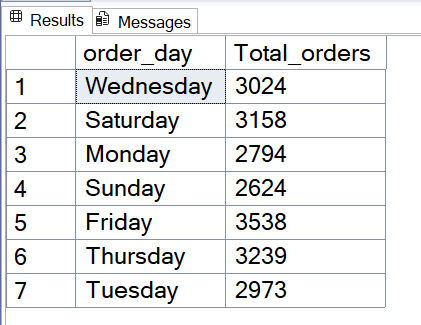 Results Messages
order_day Total_orders
1 Wednesday 3024
2 Saturday 3158
3 Monday 2794
4 Sunday 2624
5 Friday 3538
6 Thursday 3239
7 Tuesday 2973